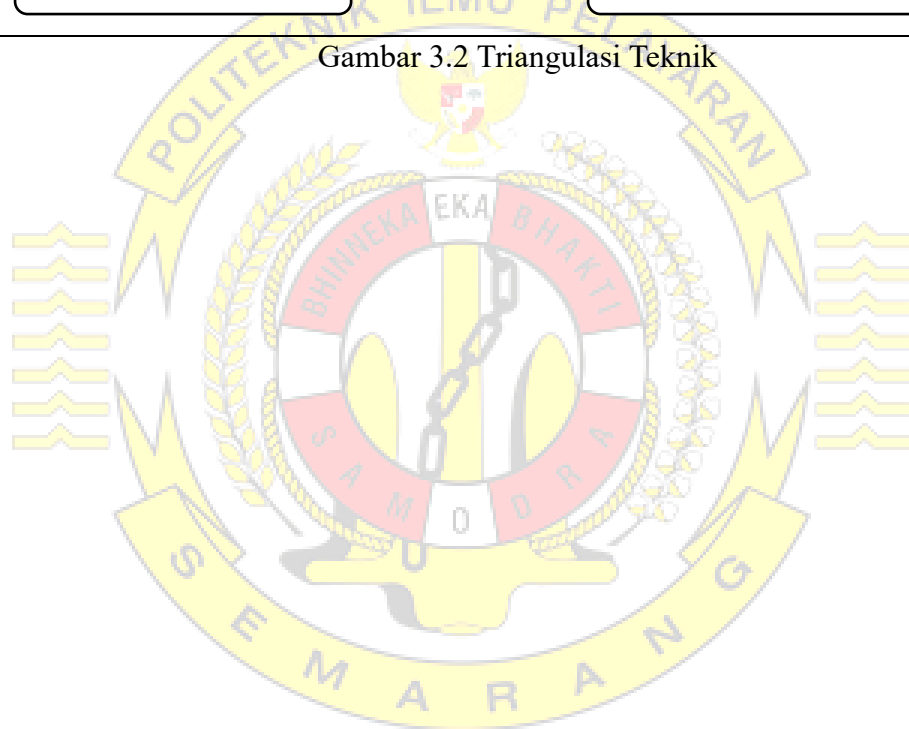 POLITEKNIK ILMU PELAYARAN
Gambar 3.2 Triangulasi Teknik
BHINNEKA EKA BHAKTI
SAMODRA
SEMARANG